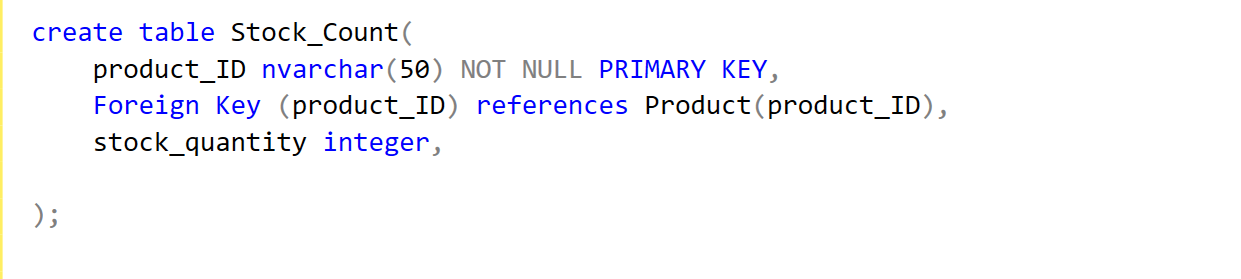 create table Stock_Count(
product_ID nvarchar(50) NOT NULL PRIMARY KEY,
Foreign Key (product_ID) references Product(product_ID),
stock_quantity integer,
);